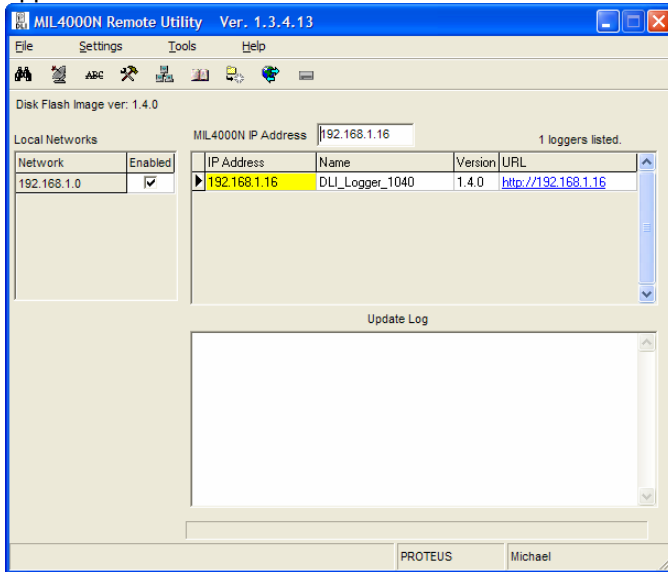 MIL4000N Remote Utility Ver. 1.3.4.13
File Settings Tools Help
ABC
Disk Flash Image ver: 1.4.0
Local Networks
MIL4000N IP Address 192.168.1.16
1 loggers listed.
Network Enabled
192.168.1.0
IP Address Name Version URL
192.168.1.16 DLI_Logger_1040 1.4.0 http://192.168.1.16
Update Log
PROTEUS Michael